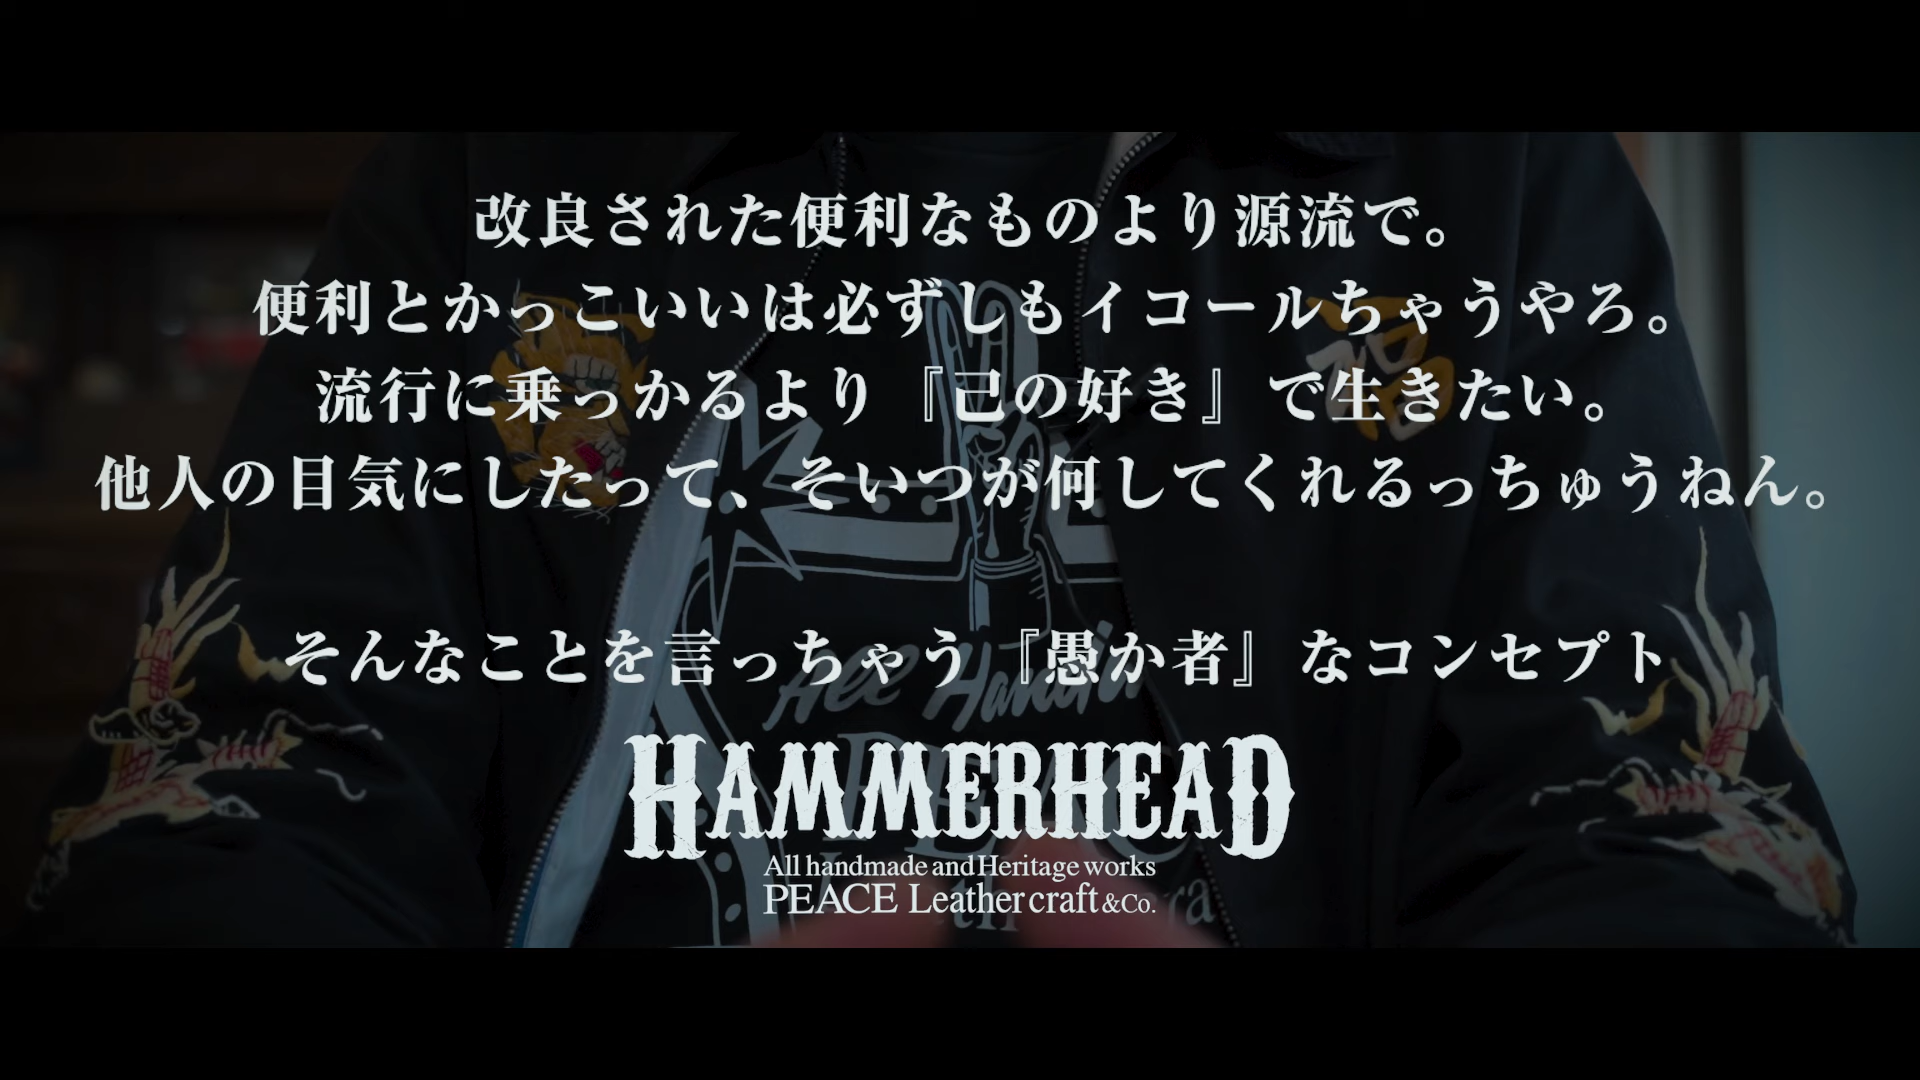 改良された便利なものより源流で。
便利とかっこいいは必ずしもイコールちゃうやろ。
流行に乗っかるより『己の好き』で生きたい。
他人の目気にしたって、そいつが何してくれるっちゅうねん。
そんなことを言っちゃう『愚か者』なコンセプト
HAMMERHEAD
All handmade and Heritage works
PEACE Leather craft &Co.